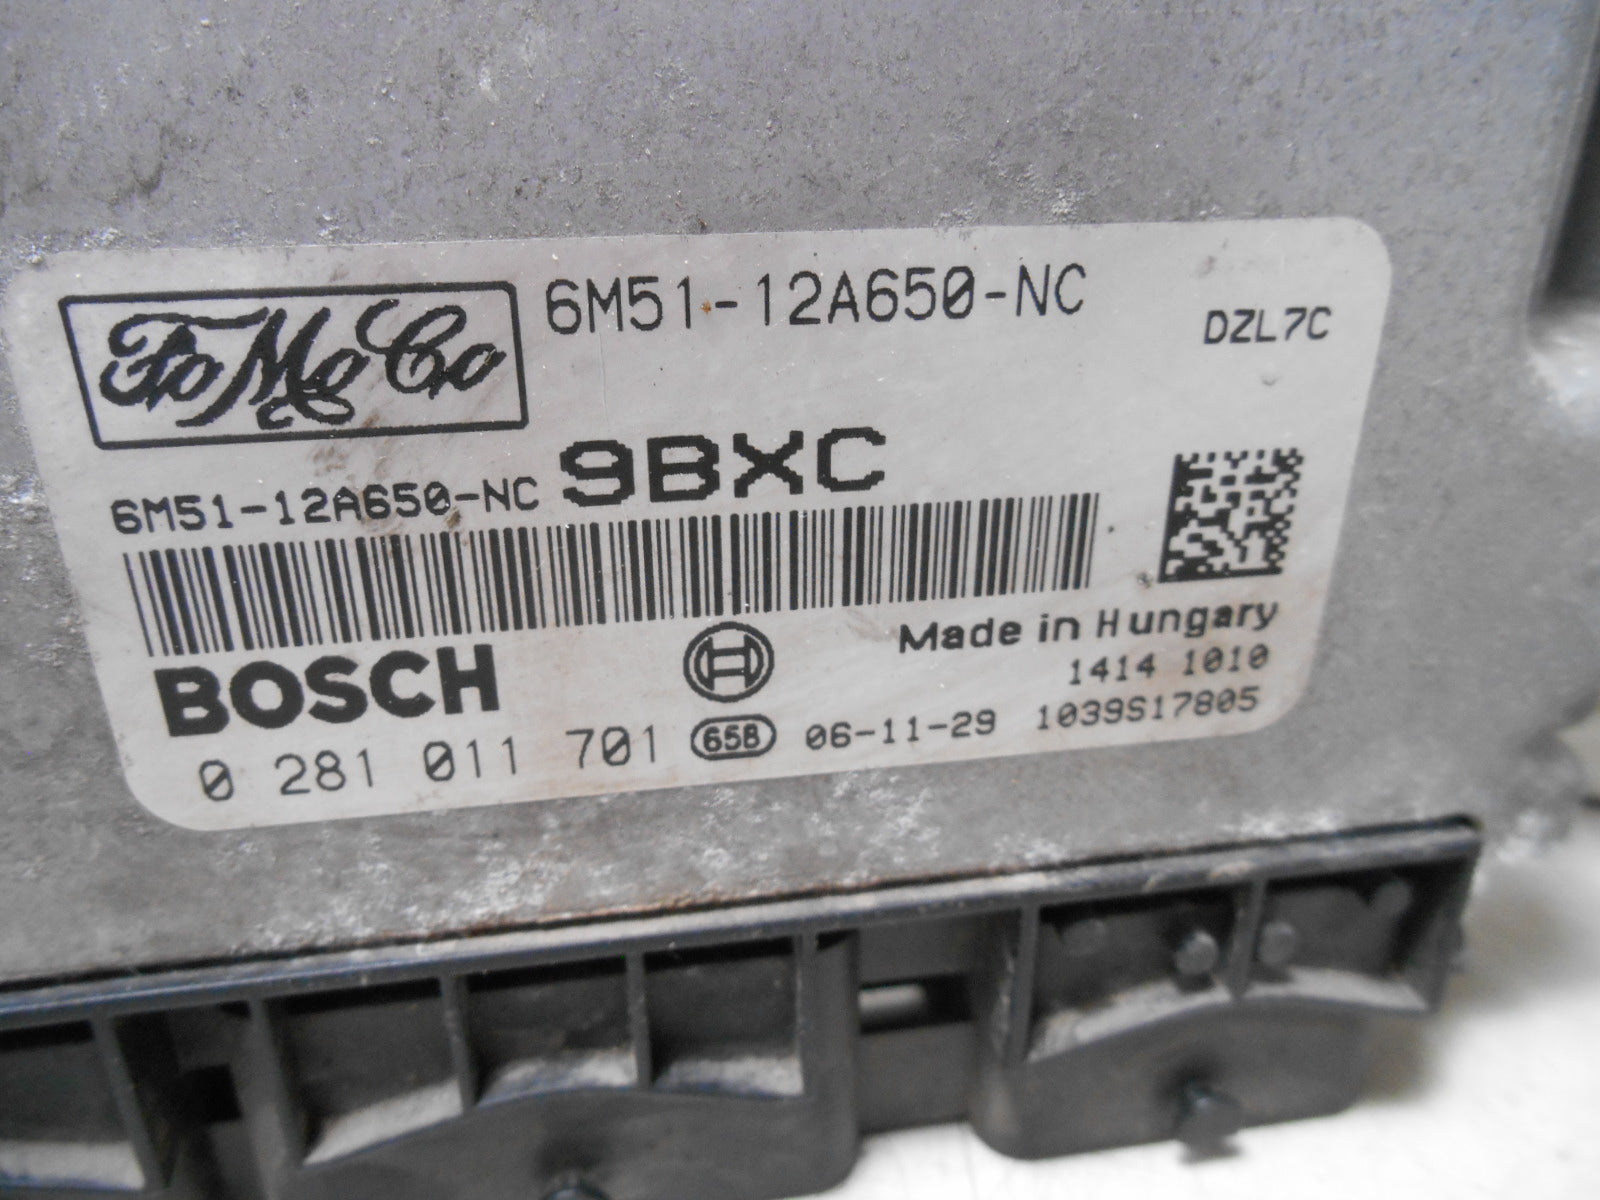 FoMoCo
6M51-12A650-NC
DZL7C
6M51-12A650-NC 9BXC
BOSCH
Made in Hungary
1414 1010
0 281 011 701 65B 06-11-29 1039S17805